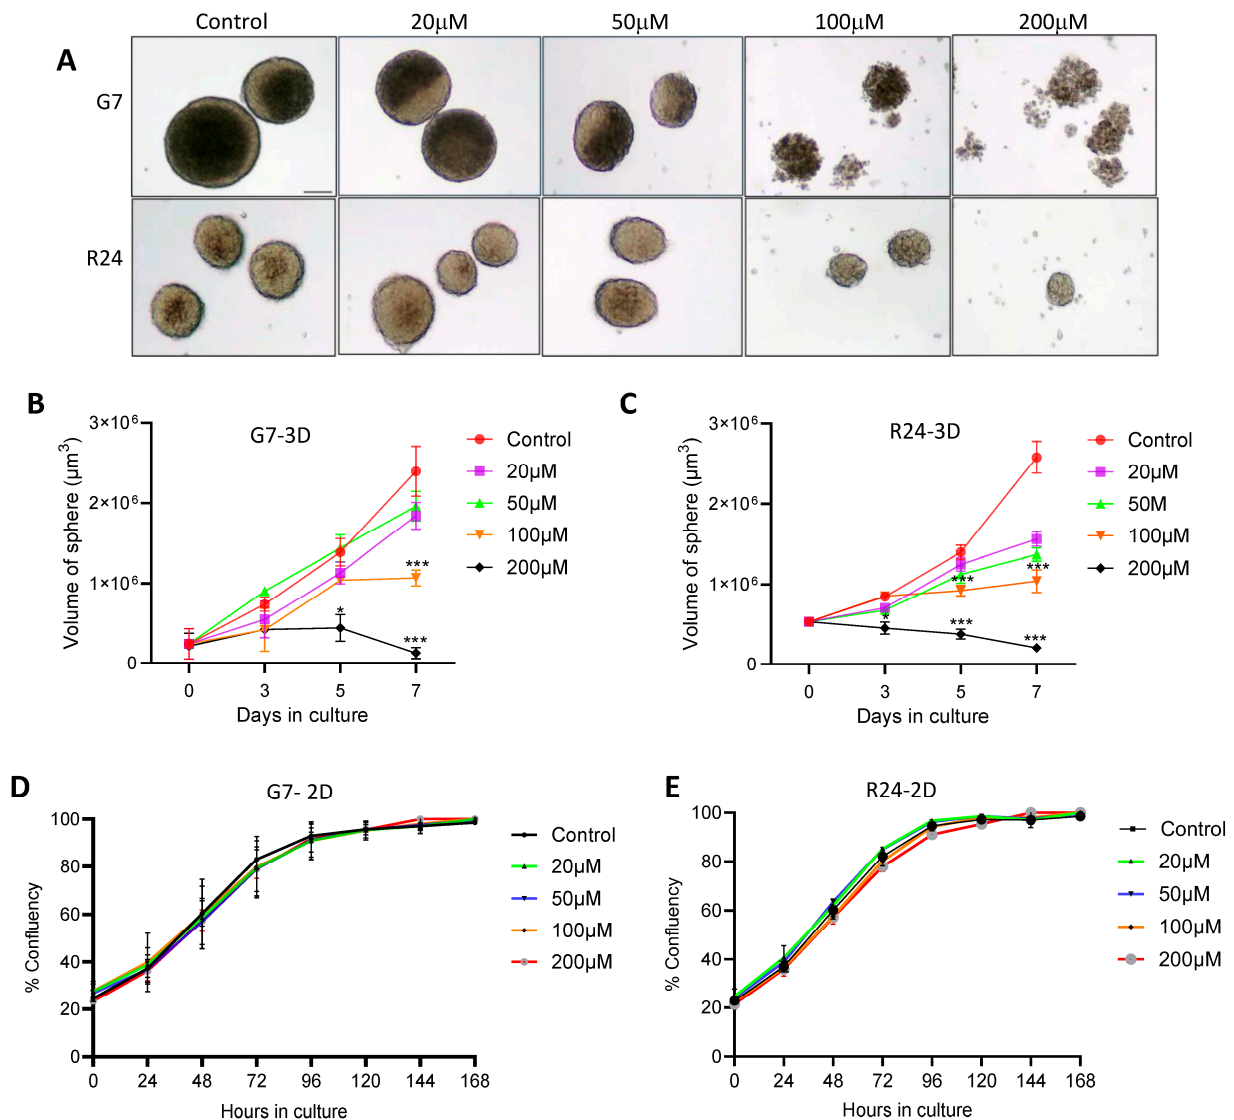 Control 20µM 50µM 100µM 200µM
A
G7
R24
B
G7-3D
Volume of sphere (µm³)
3×10⁶
2×10⁶
1×10⁶
0
0 3 5 7
Days in culture
*
***
***
Control
20µM
50µM
100µM
200µM
C
R24-3D
Volume of sphere (µm³)
3×10⁶
2×10⁶
1×10⁶
0
0 3 5 7
Days in culture
*
***
***
***
***
Control
20µM
50M
100µM
200µM
D
G7- 2D
% Confluency
100
80
60
40
20
0
0 24 48 72 96 120 144 168
Hours in culture
Control
20µM
50µM
100µM
200µM
E
R24-2D
% Confluency
100
80
60
40
20
0
0 24 48 72 96 120 144 168
Hours in culture
Control
20µM
50µM
100µM
200µM